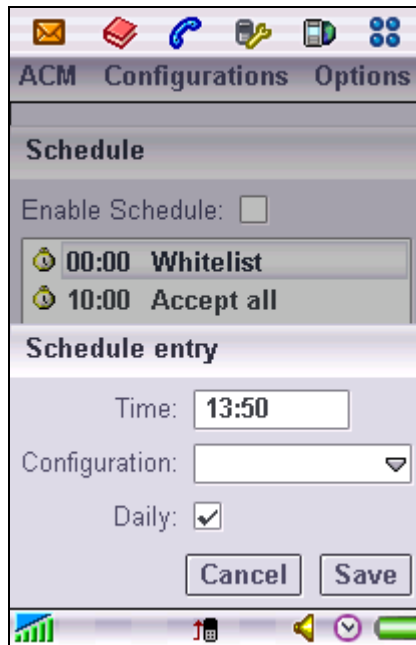 ACM Configurations Options
Schedule
Enable Schedule:
00:00 Whitelist
10:00 Accept all
Schedule entry
Time: 13:50
Configuration:
Daily:
Cancel Save